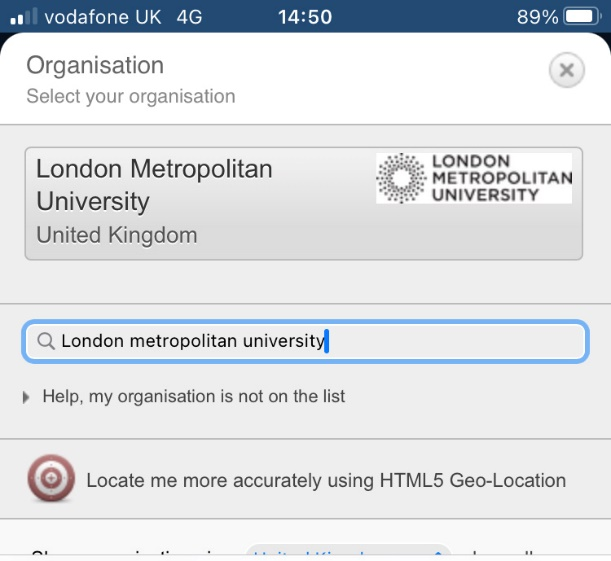 vodafone UK 4G 14:50 89%
Organisation
Select your organisation
London Metropolitan
University
United Kingdom
LONDON
METROPOLITAN
UNIVERSITY
London metropolitan university
Help, my organisation is not on the list
Locate me more accurately using HTML5 Geo-Location